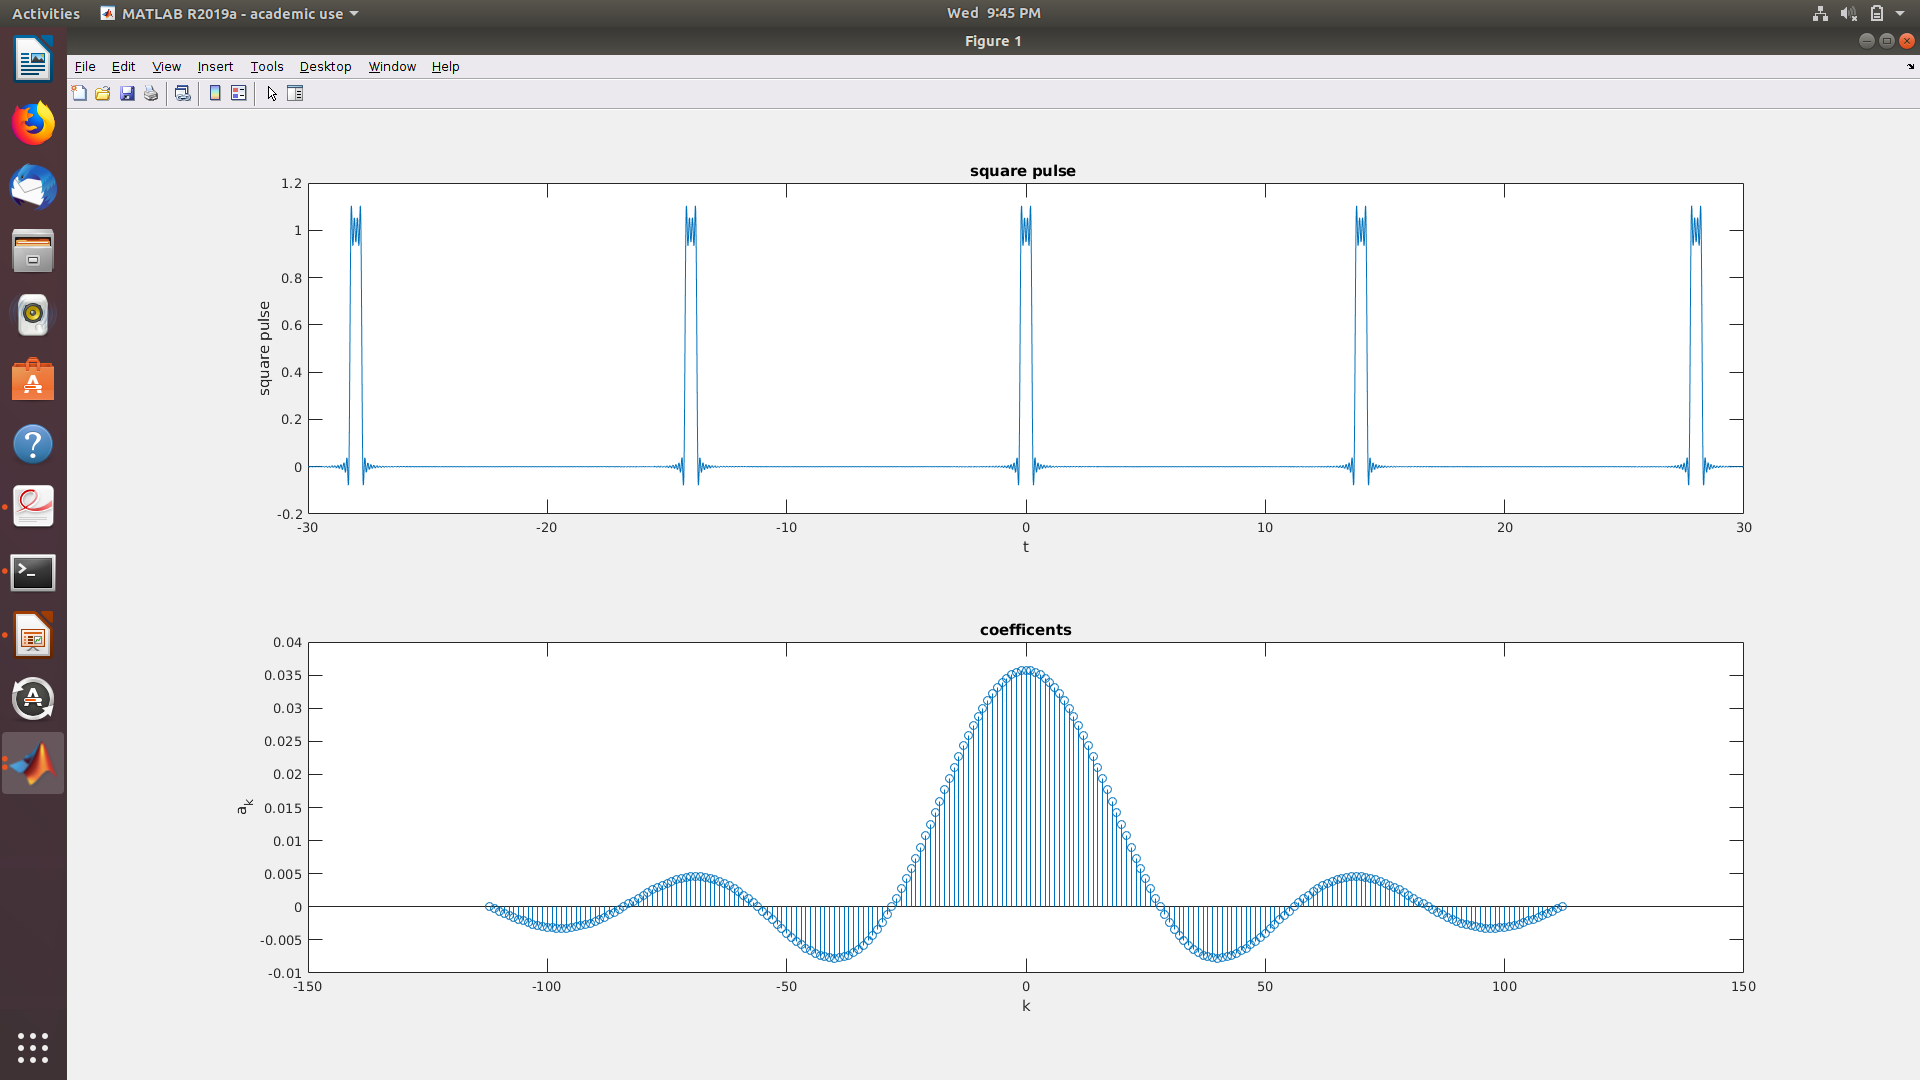 Activities MATLAB R2019a - academic use Wed 9:45 PM
Figure 1
File Edit View Insert Tools Desktop Window Help
square pulse
1.2
1
0.8
0.6
0.4
0.2
0
-0.2
square pulse
-30 -20 -10 0 10 20 30
t
coefficents
0.04
0.035
0.03
0.025
0.02
0.015
0.01
0.005
0
-0.005
-0.01
a_k
-150 -100 -50 0 50 100 150
k